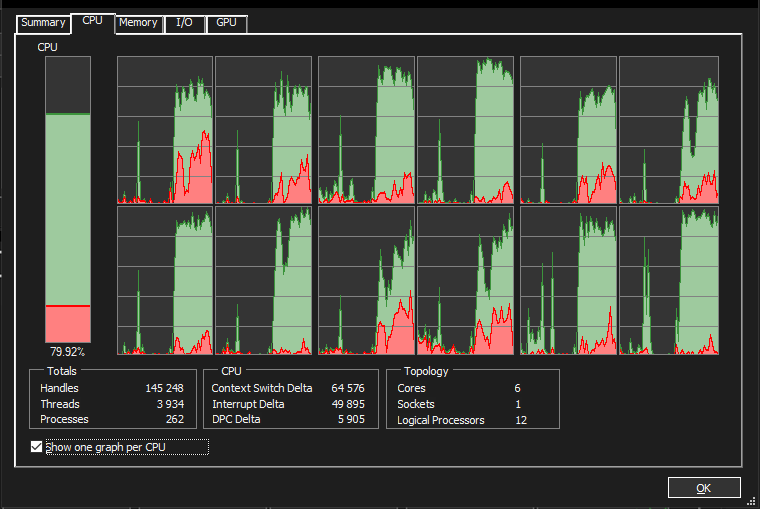 Summary CPU Memory I/O GPU
CPU
79.92%
Totals
Handles 145 248
Threads 3 934
Processes 262
CPU
Context Switch Delta 64 576
Interrupt Delta 49 895
DPC Delta 5 905
Topology
Cores 6
Sockets 1
Logical Processors 12
Show one graph per CPU
OK